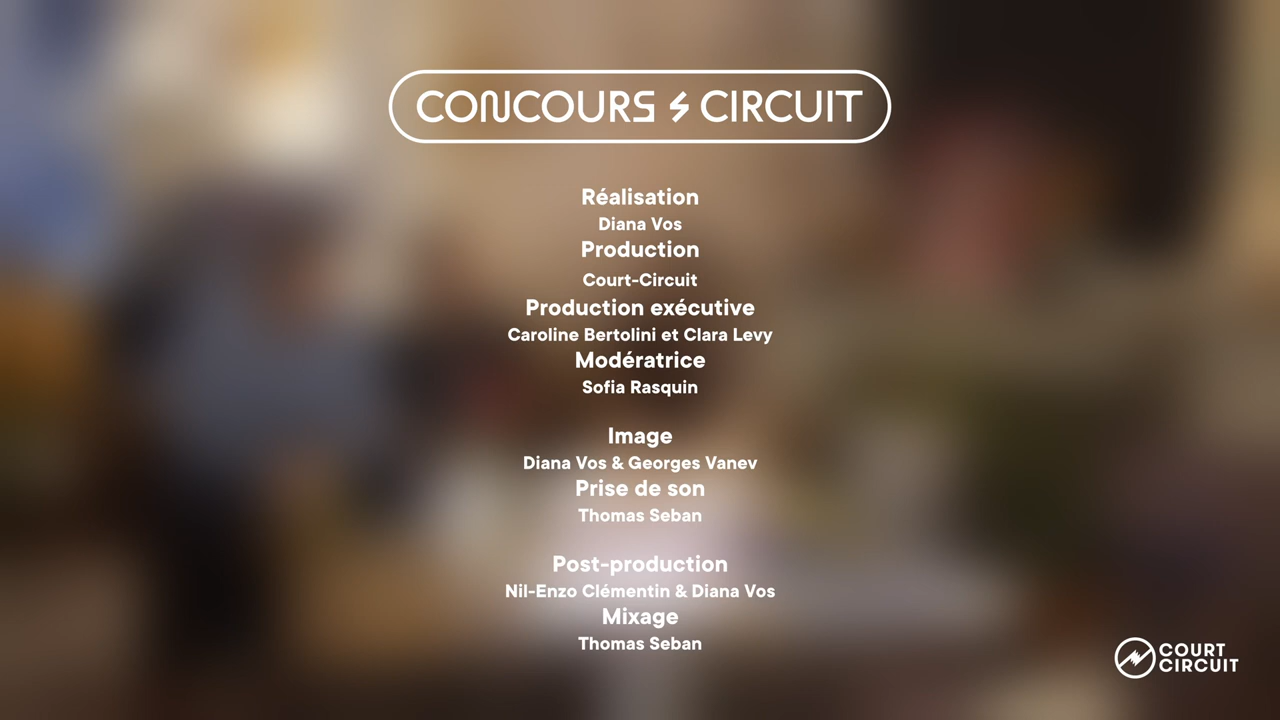 CONCOURS CIRCUIT
Réalisation
Diana Vos
Production
Court-Circuit
Production exécutive
Caroline Bertolini et Clara Levy
Modératrice
Sofia Rasquin
Image
Diana Vos & Georges Vanev
Prise de son
Thomas Seban
Post-production
Nil-Enzo Clémentin & Diana Vos
Mixage
Thomas Seban
COURT
CIRCUIT